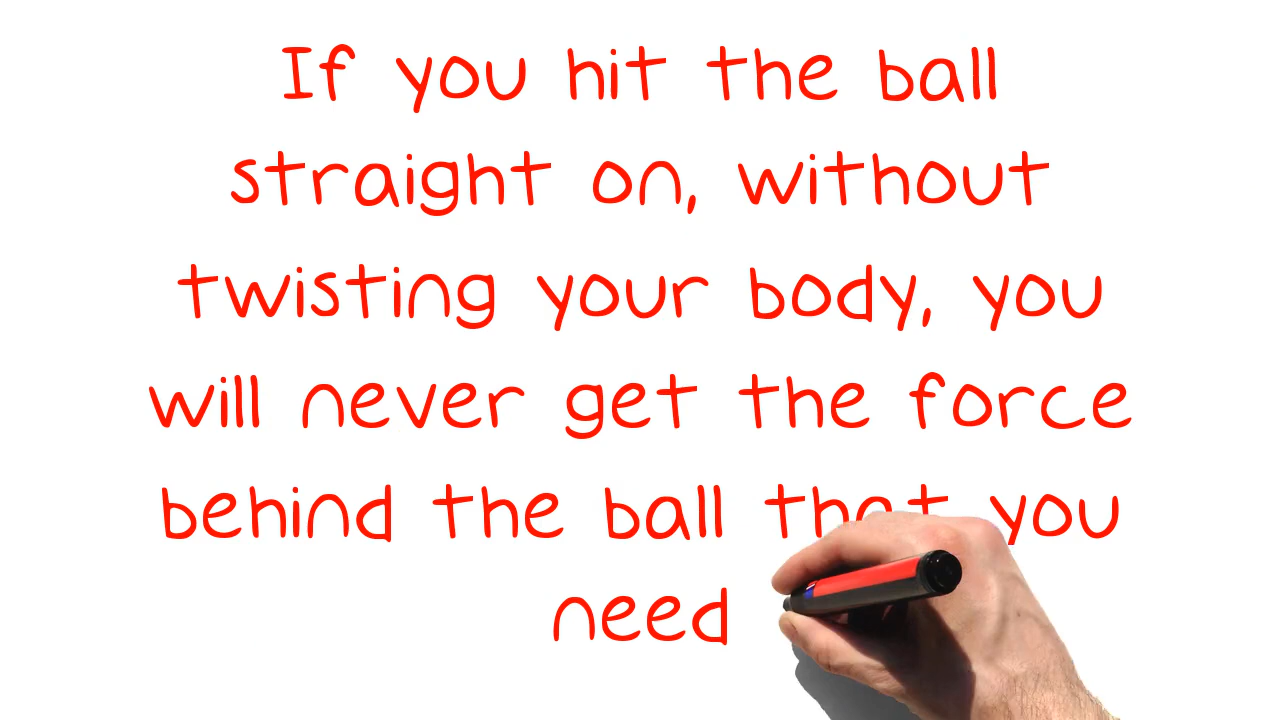 If you hit the ball
straight on, without
twisting your body, you
will never get the force
behind the ball that you
need